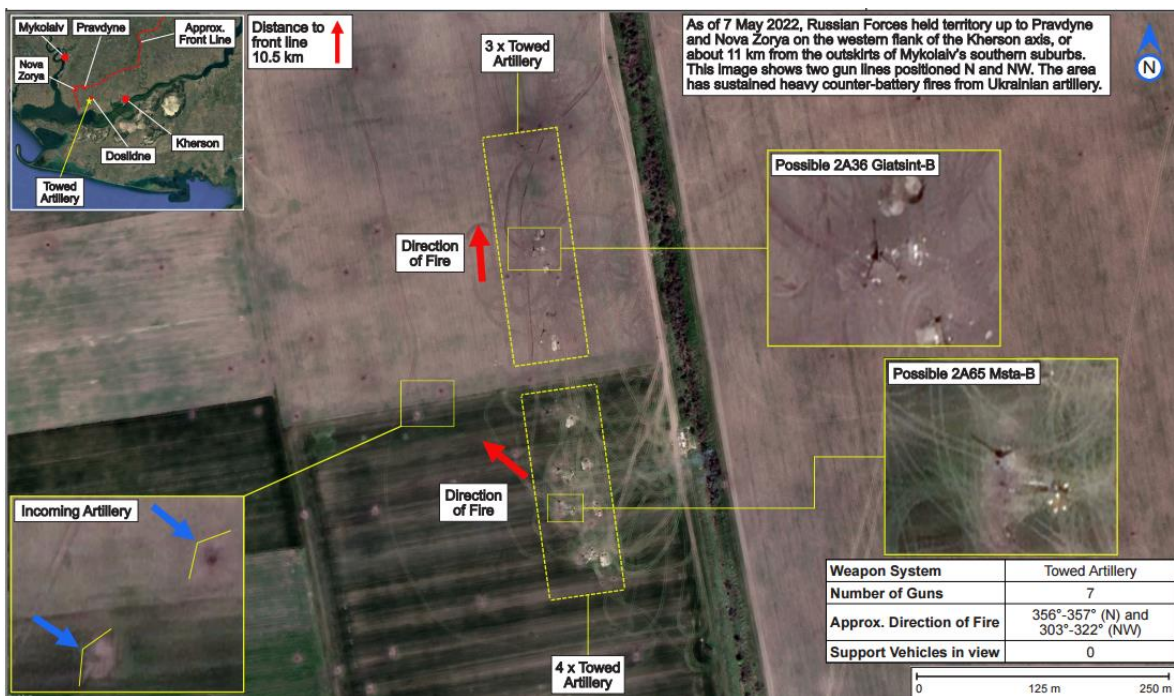 Mykolaiv
Pravdyne
Approx.
Front Line
Nova
Zorya
Kherson
Doslidne
Towed
Artillery
Distance to
front line
10.5 km
3 x Towed
Artillery
As of 7 May 2022, Russian Forces held territory up to Pravdyne
and Nova Zorya on the western flank of the Kherson axis, or
about 11 km from the outskirts of Mykolaiv's southern suburbs.
This image shows two gun lines positioned N and NW. The area
has sustained heavy counter-battery fires from Ukrainian artillery.
N
Possible 2A36 Giatsint-B
Direction
of Fire
Possible 2A65 Msta-B
Direction
of Fire
Incoming Artillery
4 x Towed
Artillery
Weapon System Towed Artillery
Number of Guns 7
Approx. Direction of Fire 356°-357° (N) and
303°-322° (NW)
Support Vehicles in view 0
0 125 m 250 m